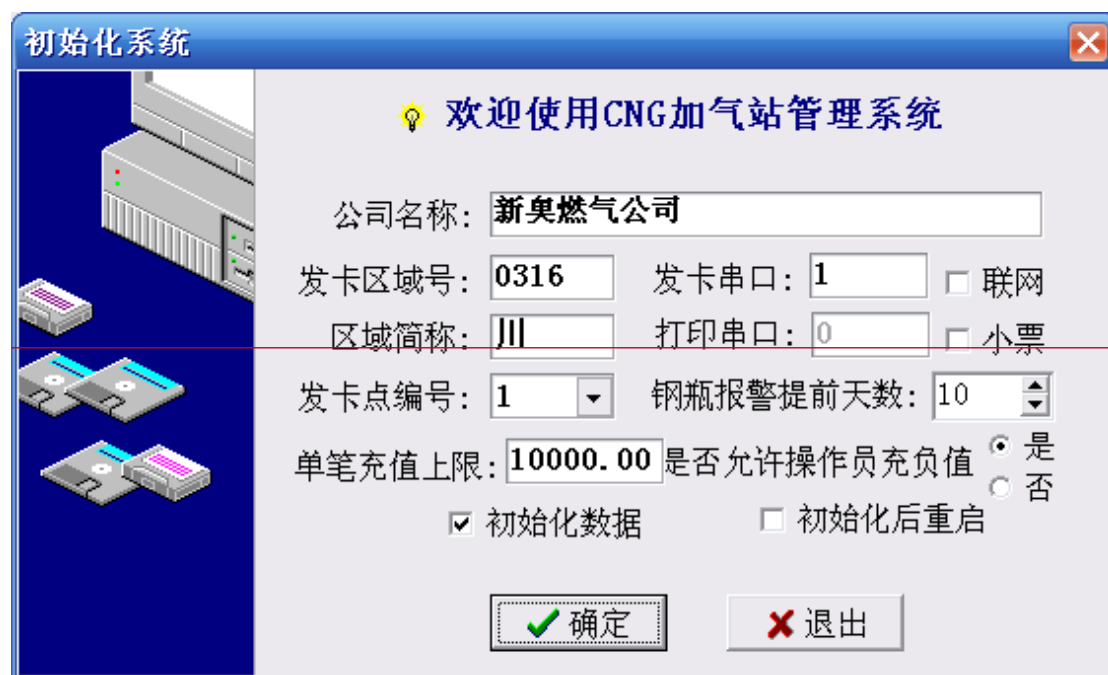 初始化系统
欢迎使用CNG加气站管理系统
公司名称: 新奥燃气公司
发卡区域号: 0316 发卡串口: 1 联网
区域简称: 川 打印串口: 0 小票
发卡点编号: 1 钢瓶报警提前天数: 10
单笔充值上限: 10000.00 是否允许操作员充负值 是
否
初始化数据 初始化后重启
确定 退出